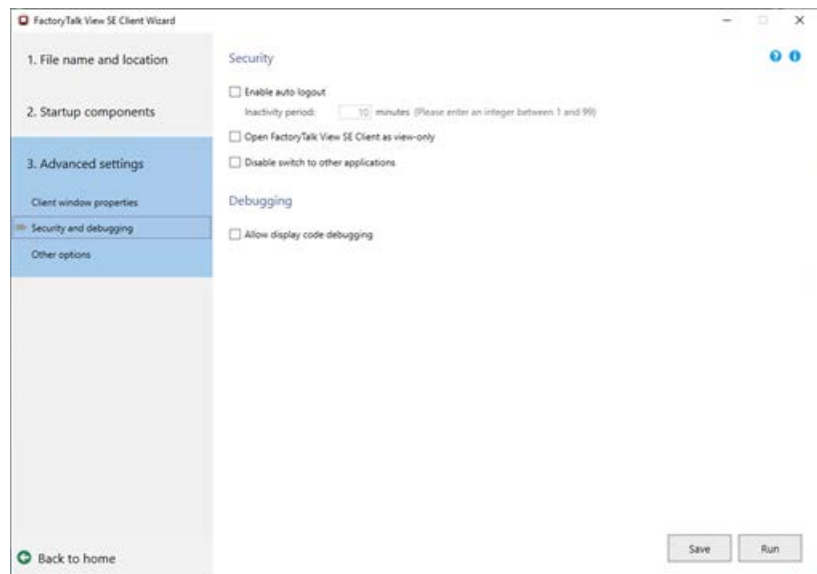 FactoryTalk View SE Client Wizard
1. File name and location
2. Startup components
3. Advanced settings
Client window properties
Security and debugging
Other options
Back to home
Security
Enable auto logout
Inactivity period: 10 minutes (Please enter an integer between 1 and 99)
Open FactoryTalk View SE Client as view-only
Disable switch to other applications
Debugging
Allow display code debugging
Save Run